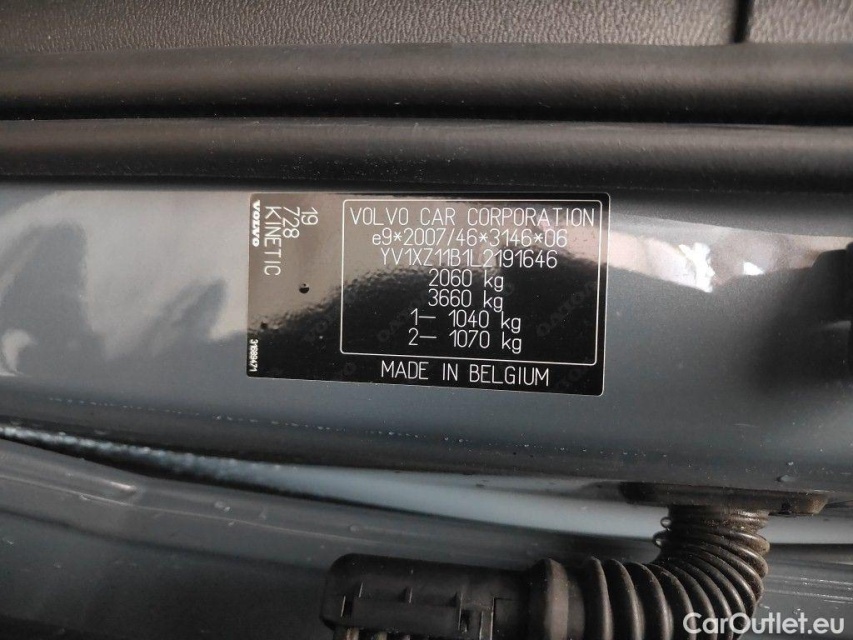 VOLVO
19
728
KINETIC
31689471
VOLVO CAR CORPORATION
e9*2007/46*3146*06
YV1XZ11B1L2191646
2060 kg
3660 kg
1– 1040 kg
2– 1070 kg
MADE IN BELGIUM
CarOutlet.eu